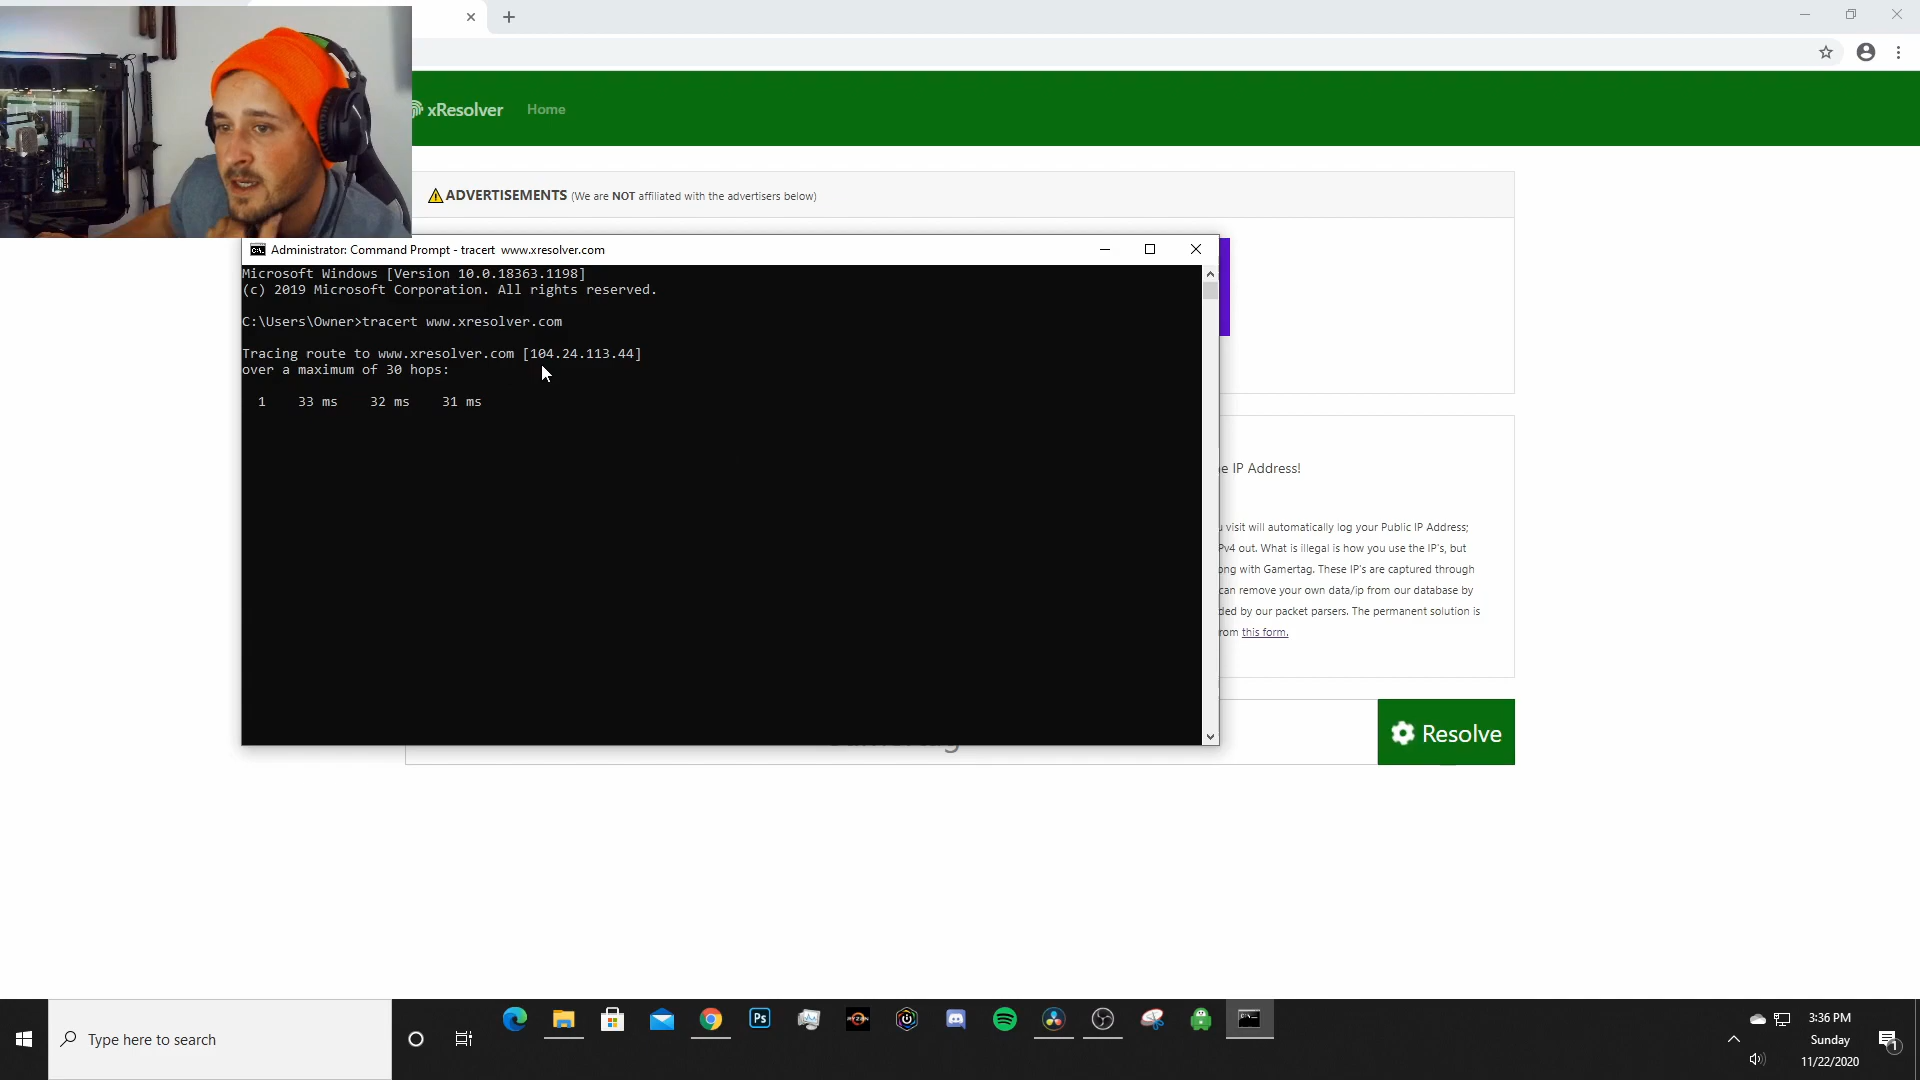 xResolver
Home
ADVERTISEMENTS (We are NOT affiliated with the advertisers below)
Administrator: Command Prompt - tracert  www.xresolver.com
Microsoft Windows [Version 10.0.18363.1198]
(c) 2019 Microsoft Corporation. All rights reserved.
C:\Users\Owner>tracert www.xresolver.com
Tracing route to www.xresolver.com [104.24.113.44]
over a maximum of 30 hops:
1    33 ms    32 ms    31 ms
IP Address!
visit will automatically log your Public IP Address;
out. What is illegal is how you use the IP's, but
with Gamertag. These IP's are captured through
can remove your own data/ip from our database by
by our packet parsers. The permanent solution is
this form.
Resolve
Type here to search
Ps
3:36 PM
Sunday
11/22/2020
1